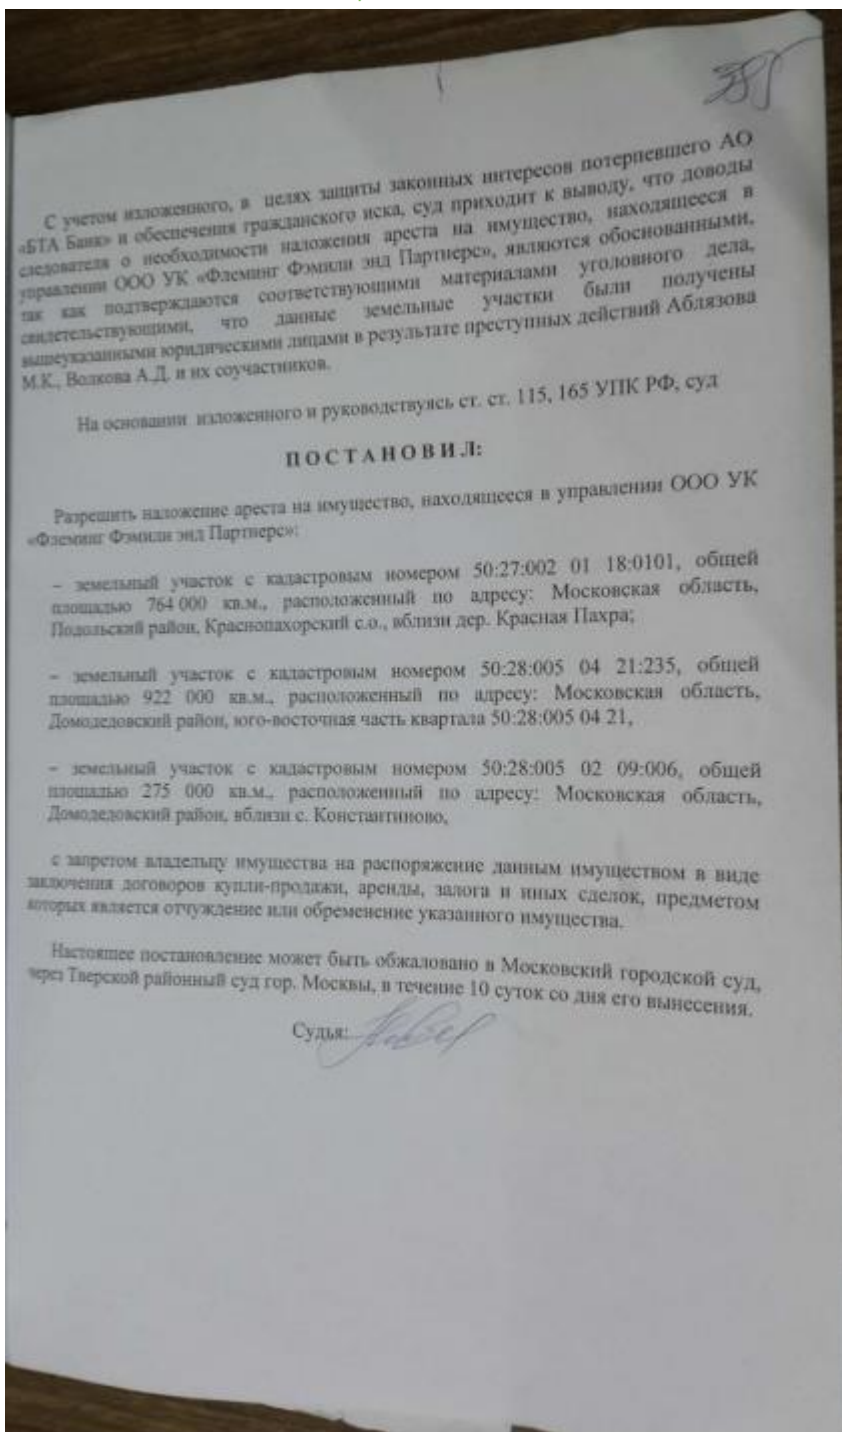 С учетом изложенного, в целях защиты законных интересов потерпевшего АО
«БТА Банк» и обеспечения гражданского иска, суд приходит к выводу, что доводы
следователя о необходимости наложения ареста на имущество, находящееся в
управлении ООО УК «Флеминг Фэмили энд Партнерс», являются обоснованными,
так как подтверждаются соответствующими материалами уголовного дела,
свидетельствующими, что данные земельные участки были получены
вышеуказанными юридическими лицами в результате преступных действий Аблязова
М.К., Волкова А.Д. и их соучастников.
На основании изложенного и руководствуясь ст. ст. 115, 165 УПК РФ, суд
ПОСТАНОВИЛ:
Разрешить наложение ареста на имущество, находящееся в управлении ООО УК
«Флеминг Фэмили энд Партнерс»:
– земельный участок с кадастровым номером 50:27:002 01 18:0101, общей
площадью 764 000 кв.м., расположенный по адресу: Московская область,
Подольский район, Краснопахорский с.о., вблизи дер. Красная Пахра;
– земельный участок с кадастровым номером 50:28:005 04 21:235, общей
площадью 922 000 кв.м., расположенный по адресу: Московская область,
Домодедовский район, юго-восточная часть квартала 50:28:005 04 21,
– земельный участок с кадастровым номером 50:28:005 02 09:006, общей
площадью 275 000 кв.м., расположенный по адресу: Московская область,
Домодедовский район, вблизи с. Константиново,
с запретом владельцу имущества на распоряжение данным имуществом в виде
заключения договоров купли-продажи, аренды, залога и иных сделок, предметом
которых является отчуждение или обременение указанного имущества.
Настоящее постановление может быть обжаловано в Московский городской суд,
через Тверской районный суд гор. Москвы, в течение 10 суток со дня его вынесения.
Судья: